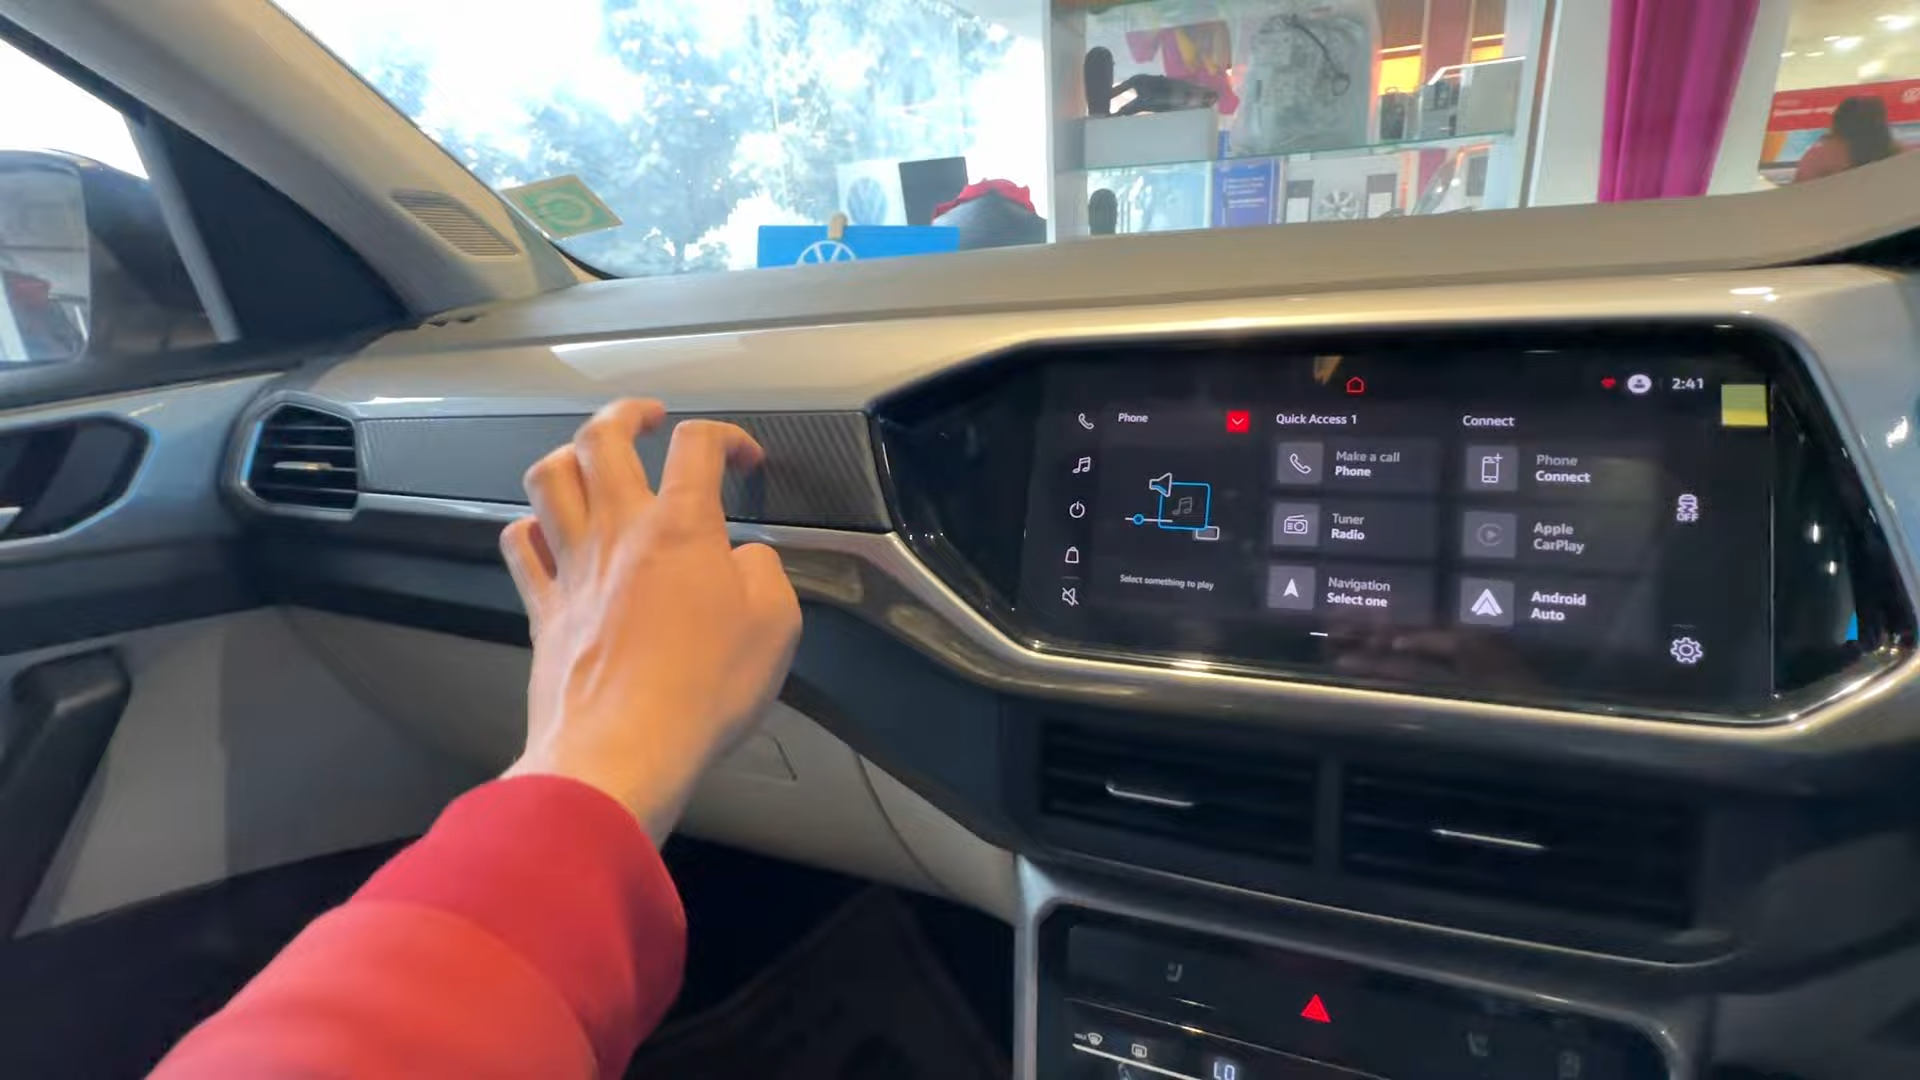 2:41
Phone
Quick Access 1
Connect
Make a call
Phone
Phone
Connect
Tuner
Radio
Apple
CarPlay
Select something to play
Navigation
Select one
Android
Auto
OFF
LO